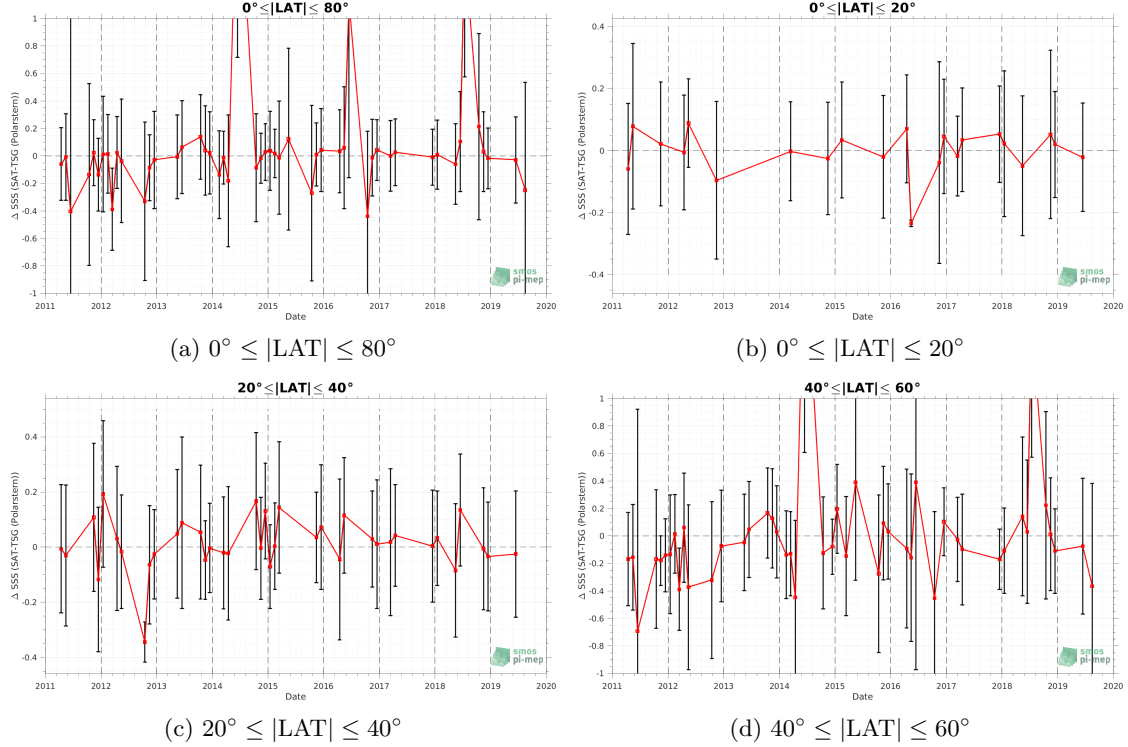 0°≤|LAT|≤ 80°
Δ SSS (SAT-TSG (Polarstern))
1
0.8
0.6
0.4
0.2
0
-0.2
-0.4
-0.6
-0.8
-1
2011 2012 2013 2014 2015 2016 2017 2018 2019 2020
Date
smos
pi-mep
(a) 0° ≤ |LAT| ≤ 80°
0°≤|LAT|≤ 20°
Δ SSS (SAT-TSG (Polarstern))
0.4
0.2
0
-0.2
-0.4
2011 2012 2013 2014 2015 2016 2017 2018 2019 2020
Date
smos
pi-mep
(b) 0° ≤ |LAT| ≤ 20°
20°≤|LAT|≤ 40°
Δ SSS (SAT-TSG (Polarstern))
0.4
0.2
0
-0.2
-0.4
2011 2012 2013 2014 2015 2016 2017 2018 2019 2020
Date
smos
pi-mep
(c) 20° ≤ |LAT| ≤ 40°
40°≤|LAT|≤ 60°
Δ SSS (SAT-TSG (Polarstern))
1
0.8
0.6
0.4
0.2
0
-0.2
-0.4
-0.6
-0.8
-1
2011 2012 2013 2014 2015 2016 2017 2018 2019 2020
Date
smos
pi-mep
(d) 40° ≤ |LAT| ≤ 60°